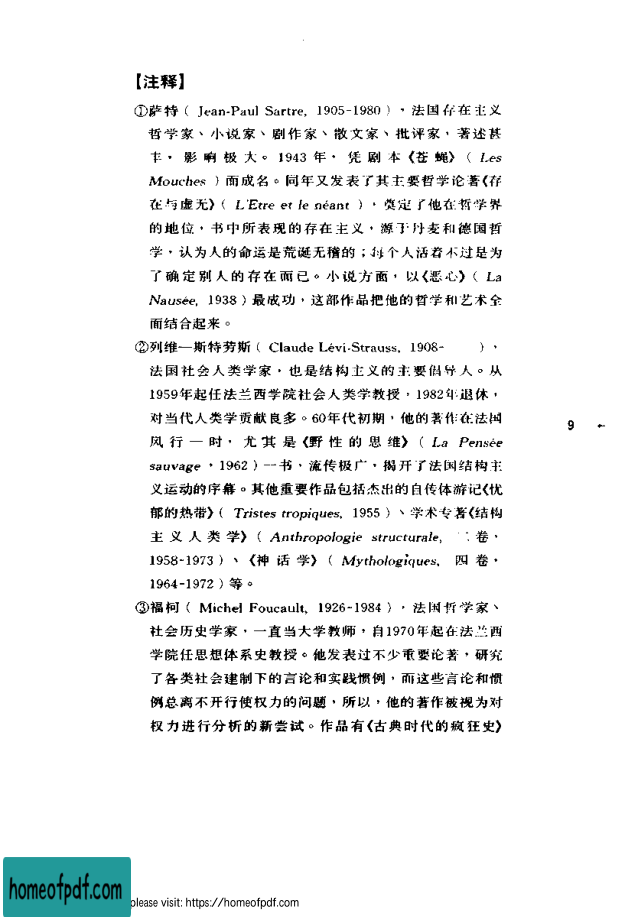 【注释】
①萨特（Jean-Paul Sartre, 1905-1980），法国存在主义
哲学家、小说家、剧作家、散文家、批评家，著述甚
丰，影响极大。1943年，凭剧本《苍蝇》（Les
Mouches）而成名。同年又发表了其主要哲学论著《存
在与虚无》（L'Etre et le néant），奠定了他在哲学界
的地位，书中所表现的存在主义，源于丹麦和德国哲
学，认为人的命运是荒诞无稽的；每个人活着不过是为
了确定别人的存在而已。小说方面，以《恶心》（La
Nausée, 1938）最成功，这部作品把他的哲学和艺术全
面结合起来。
②列维—斯特劳斯（Claude Lévi-Strauss, 1908-　　），
法国社会人类学家，也是结构主义的主要倡导人。从
1959年起任法兰西学院社会人类学教授，1982年退休，
对当代人类学贡献良多。60年代初期，他的著作在法国
风行一时，尤其是《野性的思维》（La Pensée
sauvage，1962）一书，流传极广，揭开了法国结构主
义运动的序幕。其他重要作品包括杰出的自传体游记《忧
郁的热带》（Tristes tropiques, 1955）、学术专著《结构
主义人类学》（Anthropologie structurale, 二卷，
1958-1973）、《神话学》（Mythologiques, 四卷，
1964-1972）等。
③福柯（Michel Foucault, 1926-1984），法国哲学家、
社会历史学家，一直当大学教师，自1970年起在法兰西
学院任思想体系史教授。他发表过不少重要论著，研究
了各类社会建制下的言论和实践惯例，而这些言论和惯
例总离不开行使权力的问题，所以，他的著作被视为对
权力进行分析的新尝试。作品有《古典时代的疯狂史》
9 ←
homeofpdf.com
please visit: https://homeofpdf.com